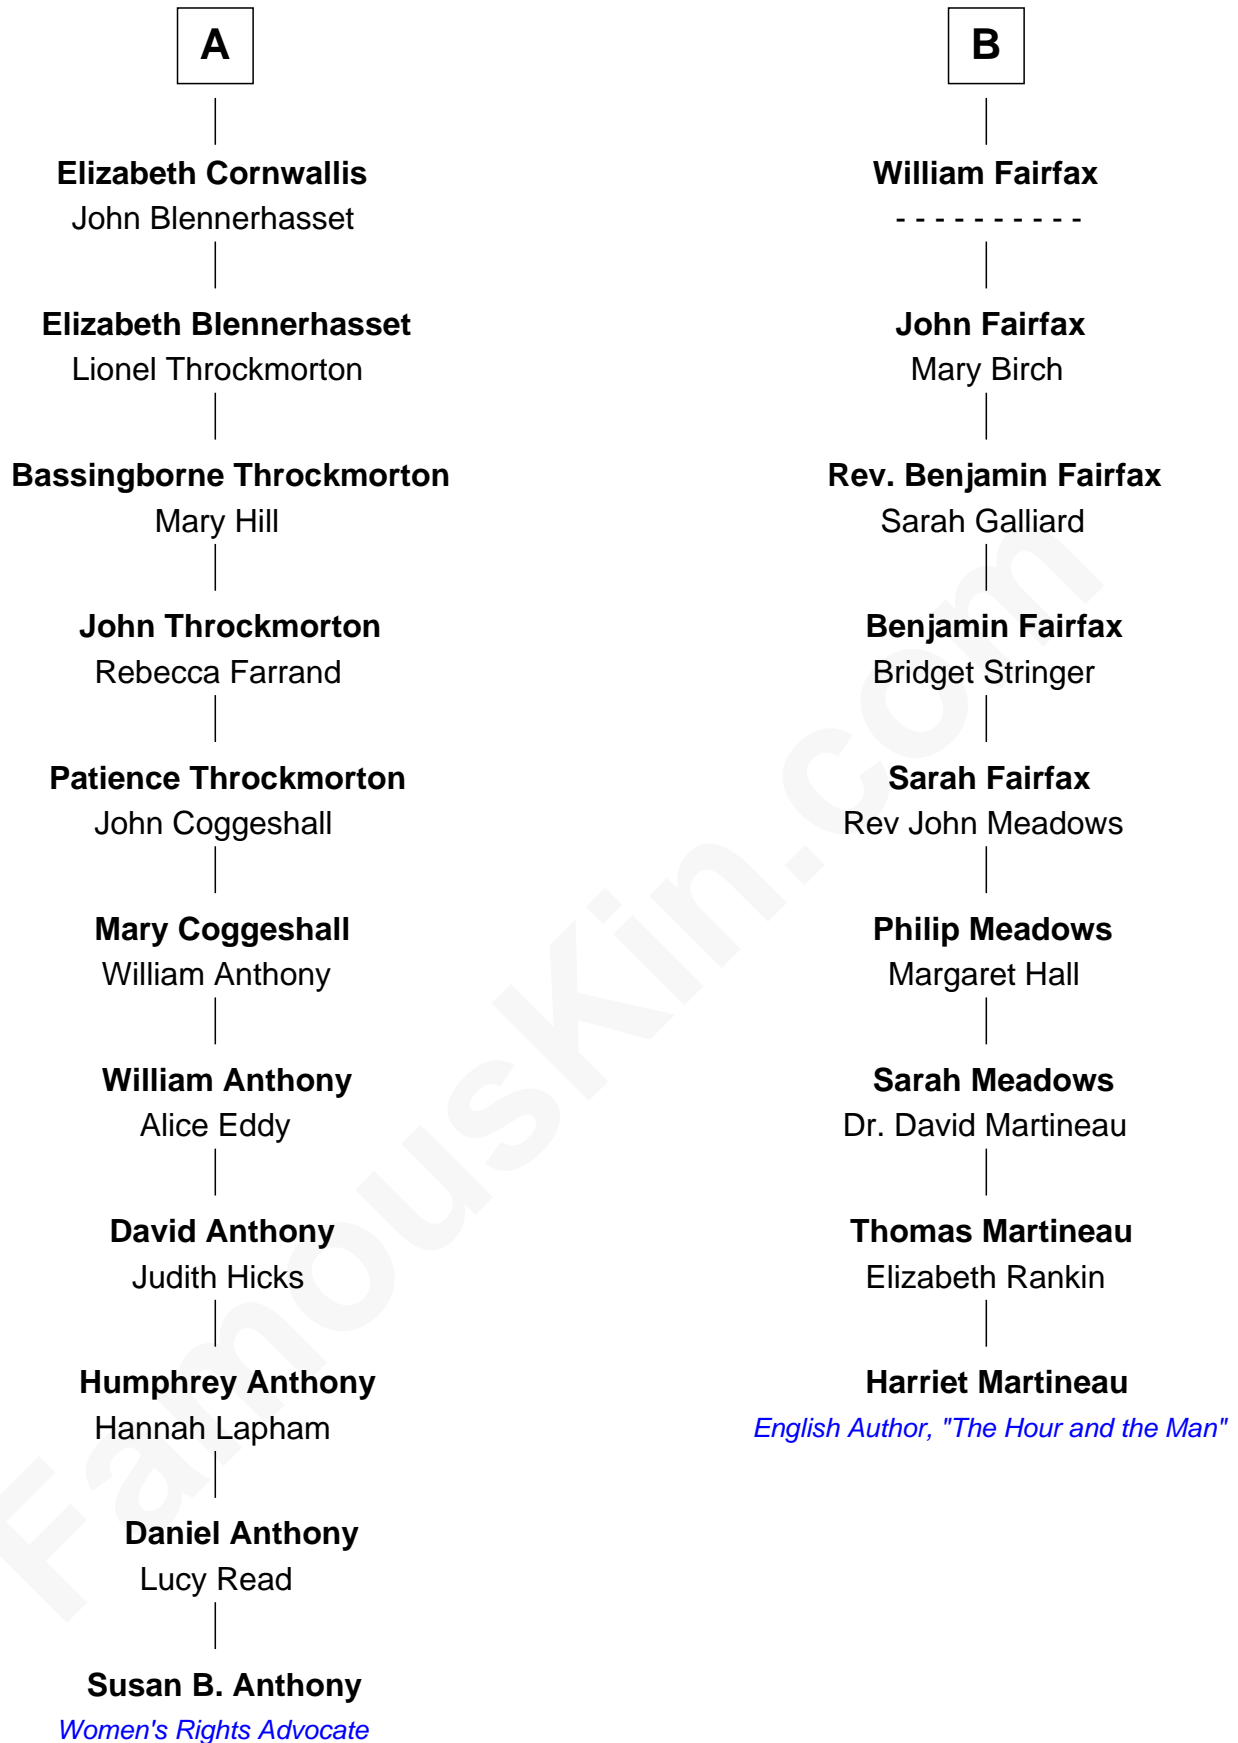 A
Elizabeth Cornwallis
John Blennerhasset
Elizabeth Blennerhasset
Lionel Throckmorton
Bassingborne Throckmorton
Mary Hill
John Throckmorton
Rebecca Farrand
Patience Throckmorton
John Coggeshall
Mary Coggeshall
William Anthony
William Anthony
Alice Eddy
David Anthony
Judith Hicks
Humphrey Anthony
Hannah Lapham
Daniel Anthony
Lucy Read
Susan B. Anthony
Women's Rights Advocate
B
William Fairfax
- - - - - - - - - -
John Fairfax
Mary Birch
Rev. Benjamin Fairfax
Sarah Galliard
Benjamin Fairfax
Bridget Stringer
Sarah Fairfax
Rev John Meadows
Philip Meadows
Margaret Hall
Sarah Meadows
Dr. David Martineau
Thomas Martineau
Elizabeth Rankin
Harriet Martineau
English Author, "The Hour and the Man"
FamousKin.com